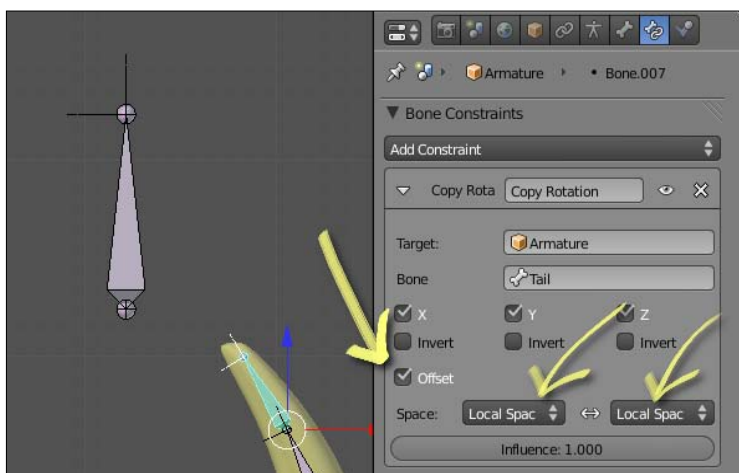 Armature Bone.007
Bone Constraints
Add Constraint
Copy Rota Copy Rotation
Target: Armature
Bone Tail
X Y Z
Invert Invert Invert
Offset
Space: Local Spac Local Spac
Influence: 1.000